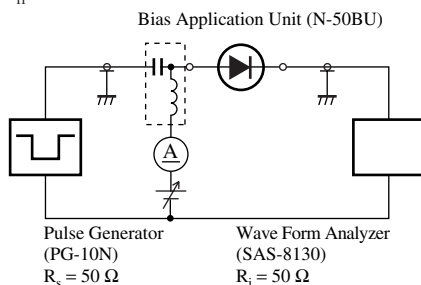 Bias Application Unit (N-50BU)
A
Pulse Generator
(PG-10N)
Rs = 50 Ω
Wave Form Analyzer
(SAS-8130)
Ri = 50 Ω